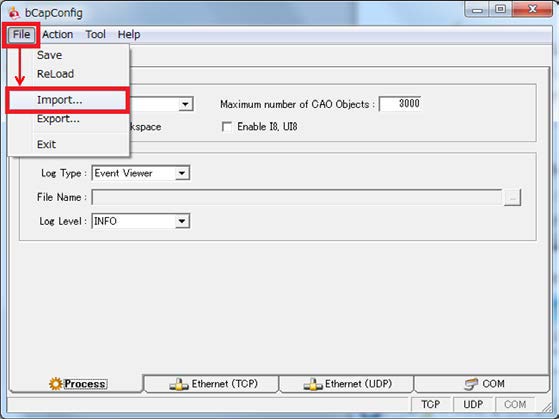 bCapConfig
File Action Tool Help
Save
ReLoad
Import...
Export...
Exit
Maximum number of CAO Objects : 3000
kspace
Enable I8, UI8
Log Type : Event Viewer
File Name :
...
Log Level : INFO
Process
Ethernet (TCP)
Ethernet (UDP)
COM
TCP UDP COM